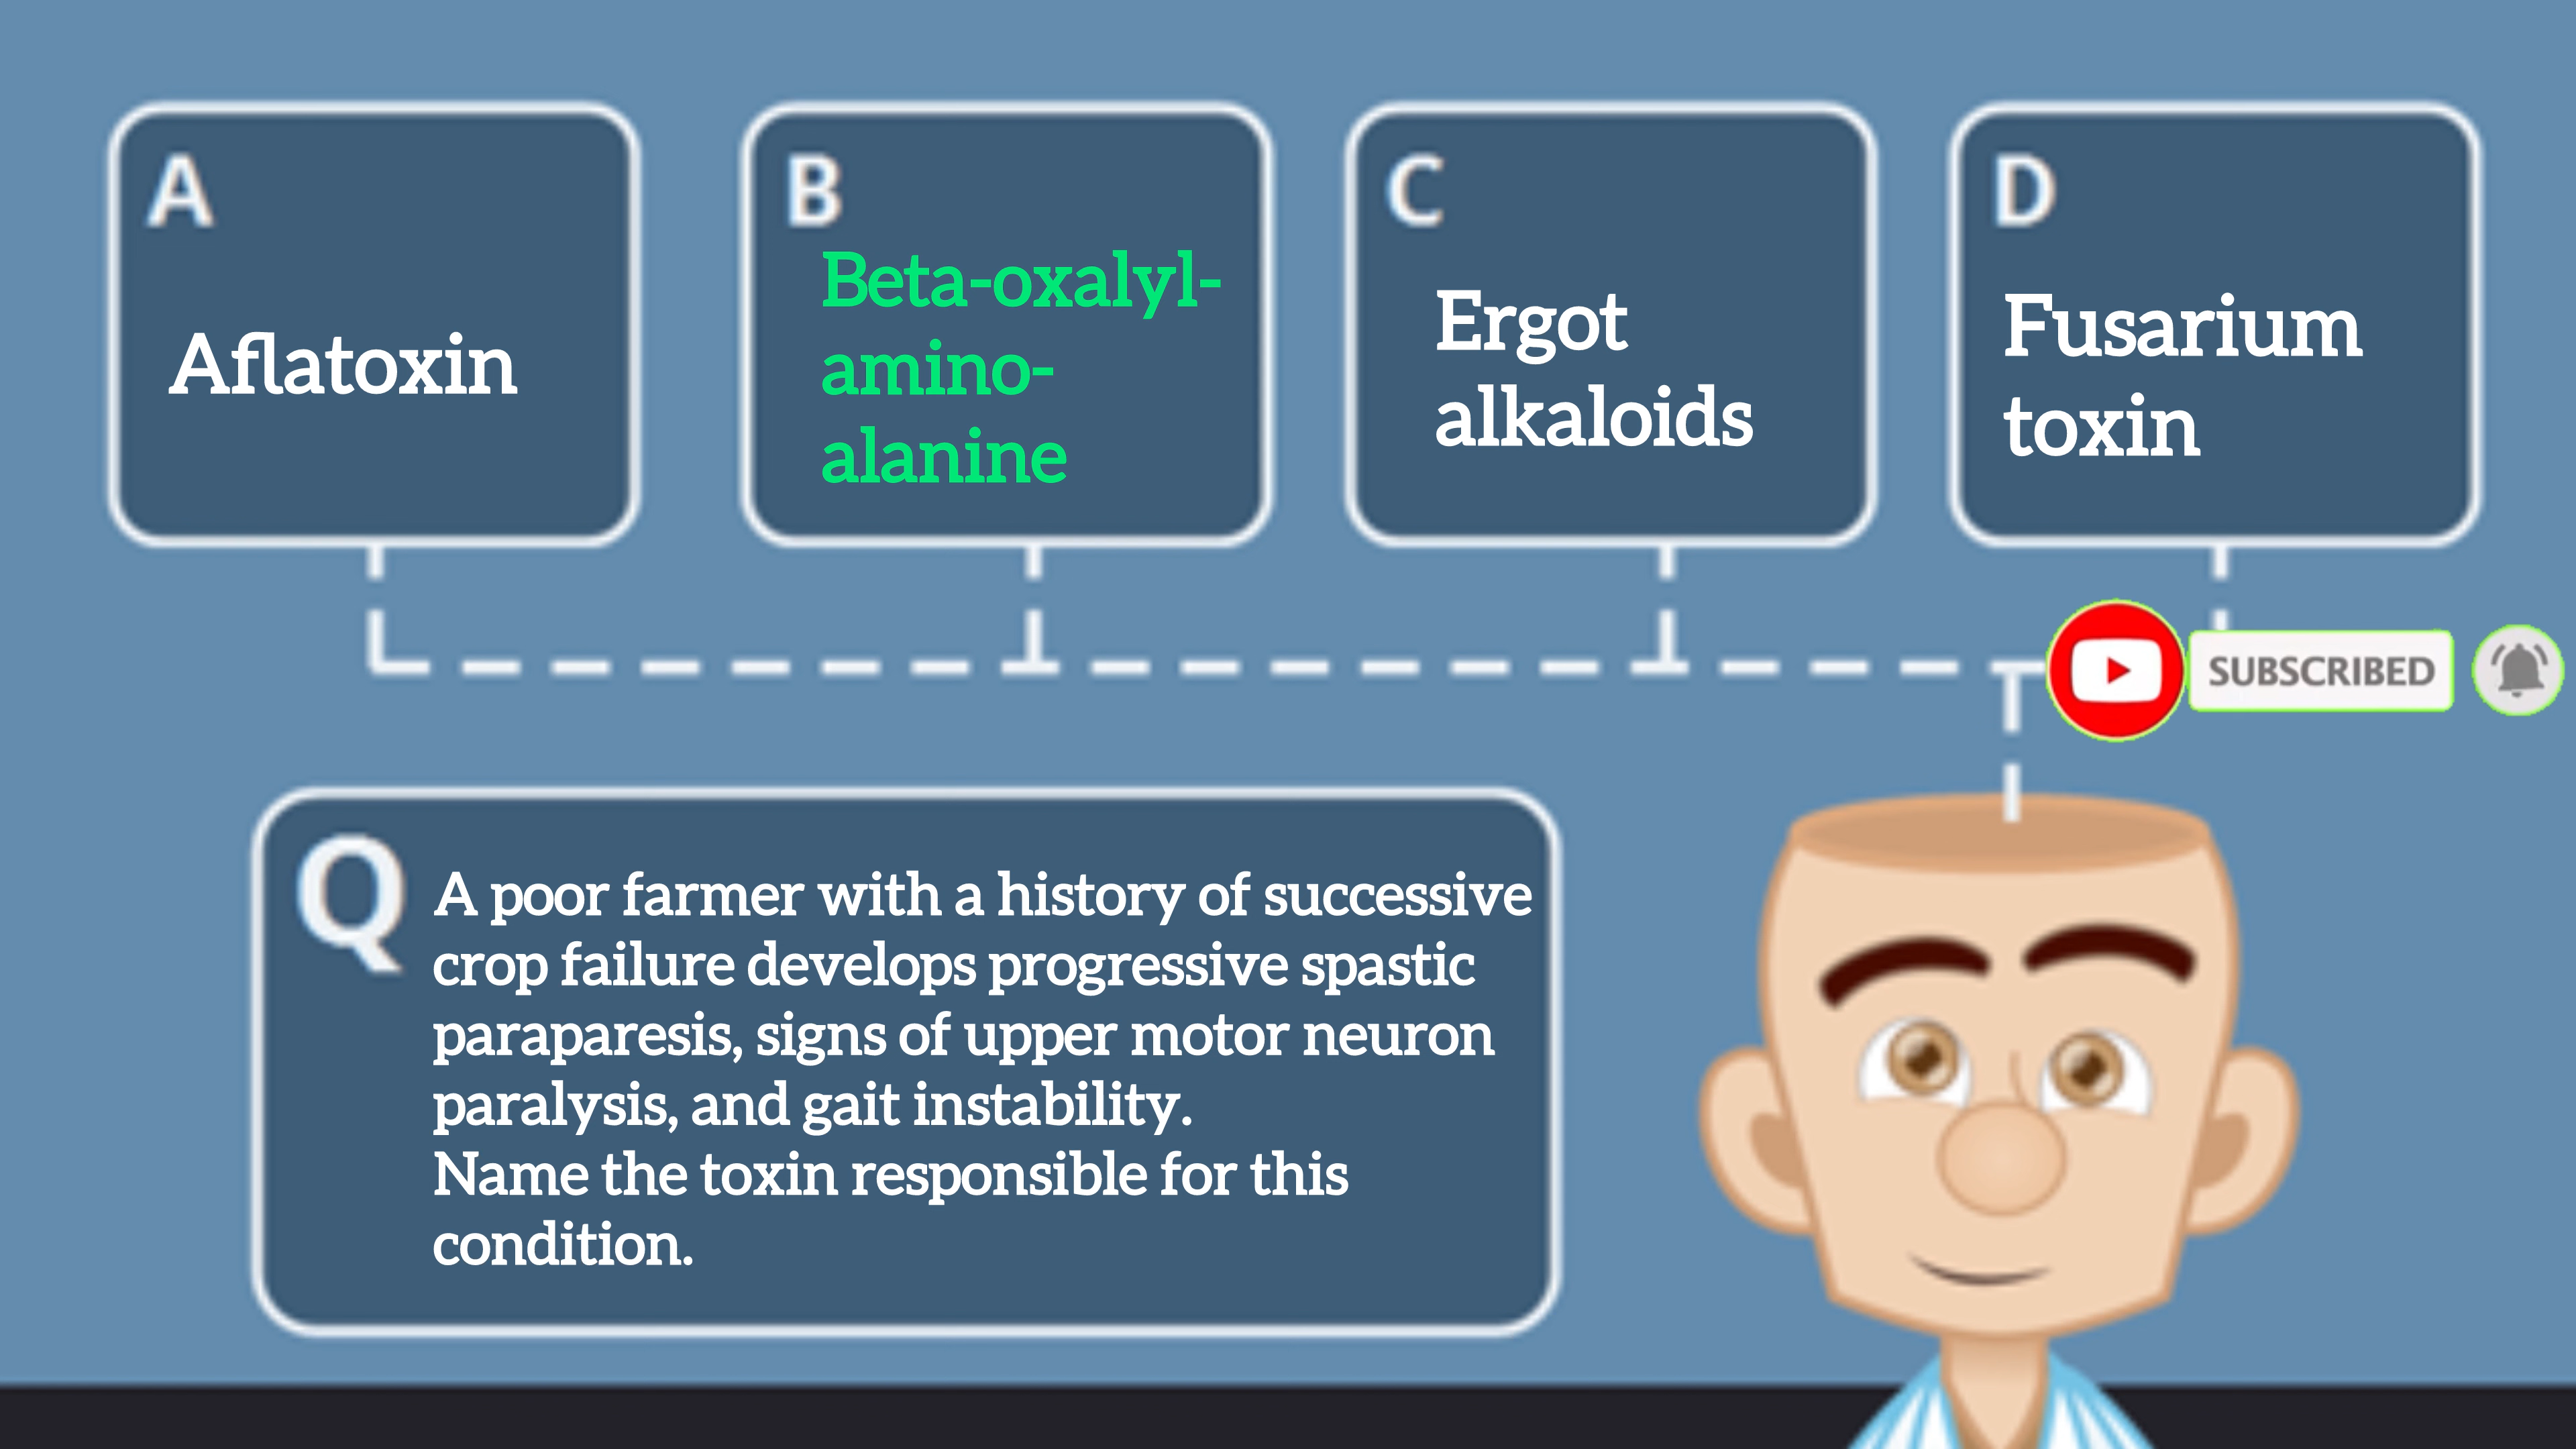 A
Aflatoxin
B
Beta-oxalyl-
amino-
alanine
C
Ergot
alkaloids
D
Fusarium
toxin
SUBSCRIBED
Q
A poor farmer with a history of successive
crop failure develops progressive spastic
paraparesis, signs of upper motor neuron
paralysis, and gait instability.
Name the toxin responsible for this
condition.